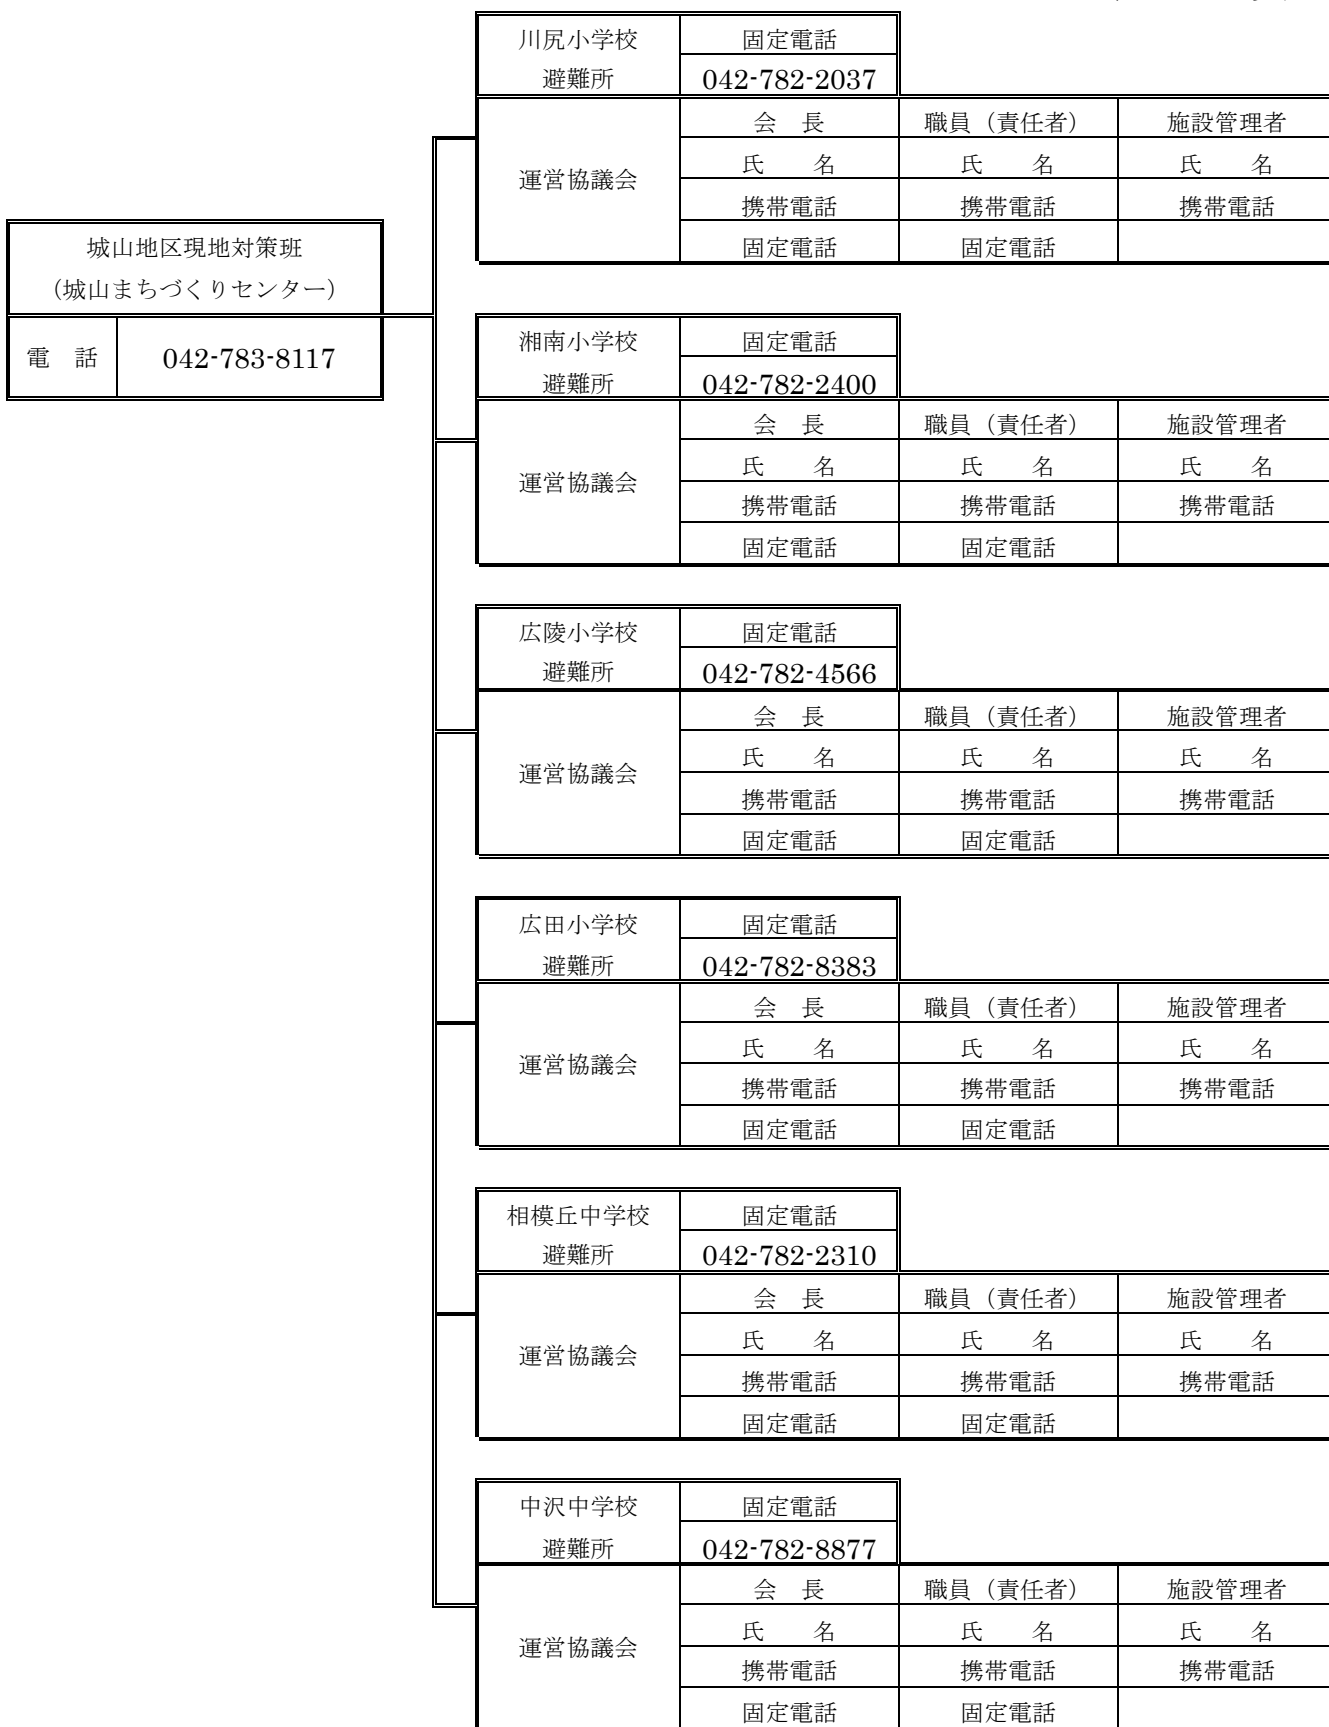 川尻小学校 固定電話
避難所 042-782-2037
会　長 職員（責任者） 施設管理者
運営協議会
氏　　名 氏　　名 氏　　名
携帯電話 携帯電話 携帯電話
固定電話 固定電話
城山地区現地対策班
（城山まちづくりセンター）
電　話 042-783-8117
湘南小学校 固定電話
避難所 042-782-2400
会　長 職員（責任者） 施設管理者
運営協議会
氏　　名 氏　　名 氏　　名
携帯電話 携帯電話 携帯電話
固定電話 固定電話
広陵小学校 固定電話
避難所 042-782-4566
会　長 職員（責任者） 施設管理者
運営協議会
氏　　名 氏　　名 氏　　名
携帯電話 携帯電話 携帯電話
固定電話 固定電話
広田小学校 固定電話
避難所 042-782-8383
会　長 職員（責任者） 施設管理者
運営協議会
氏　　名 氏　　名 氏　　名
携帯電話 携帯電話 携帯電話
固定電話 固定電話
相模丘中学校 固定電話
避難所 042-782-2310
会　長 職員（責任者） 施設管理者
運営協議会
氏　　名 氏　　名 氏　　名
携帯電話 携帯電話 携帯電話
固定電話 固定電話
中沢中学校 固定電話
避難所 042-782-8877
会　長 職員（責任者） 施設管理者
運営協議会
氏　　名 氏　　名 氏　　名
携帯電話 携帯電話 携帯電話
固定電話 固定電話